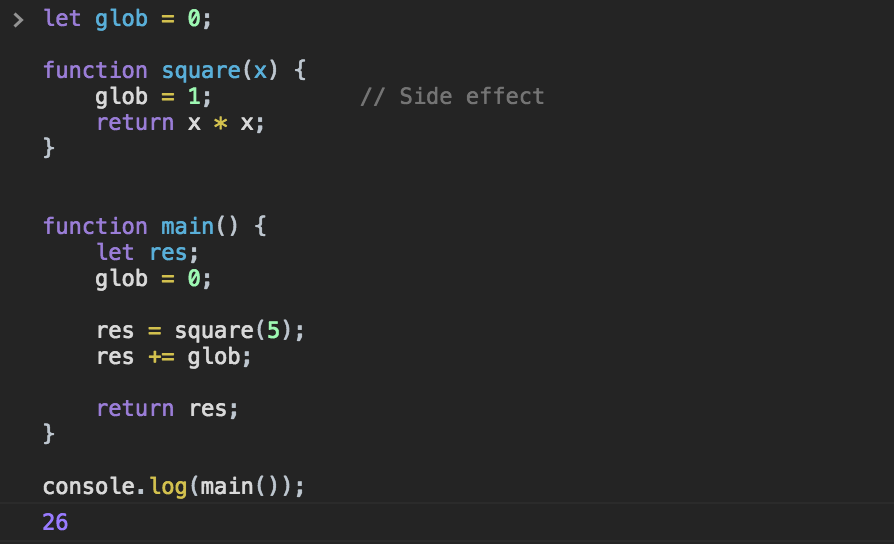 > let glob = 0;
function square(x) {
    glob = 1;           // Side effect
    return x * x;
}
function main() {
    let res;
    glob = 0;
    res = square(5);
    res += glob;
    return res;
}
console.log(main());
26